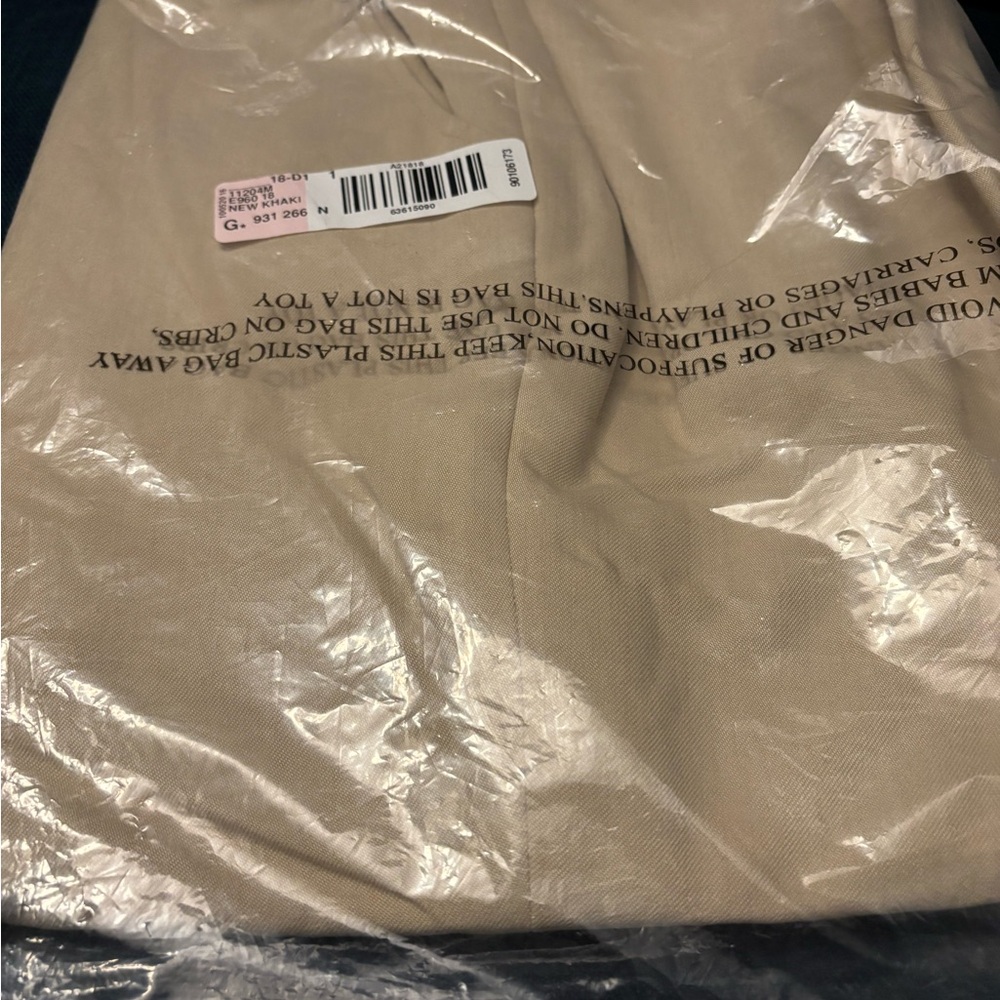 18-D1 1
11204M
E960 18
NEW KHAKI
G. 931 266 N
A21818
63615090
90106173
VOID DANGER OF SUFFOCATION,KEEP THIS PLASTIC BAG AWAY
M BABIES AND CHILDREN. DO NOT USE THIS BAG ON CRIBS,
DS, CARRIAGES OR PLAYPENS.THIS BAG IS NOT A TOY